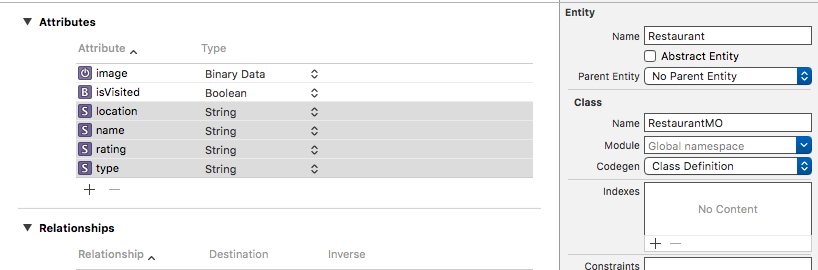 Attributes
Attribute Type
image Binary Data
B isVisited Boolean
S location String
S name String
S rating String
S type String
Relationships
Relationship Destination Inverse
Entity
Name Restaurant
Abstract Entity
Parent Entity No Parent Entity
Class
Name RestaurantMO
Module Global namespace
Codegen Class Definition
Indexes
No Content
Constraints